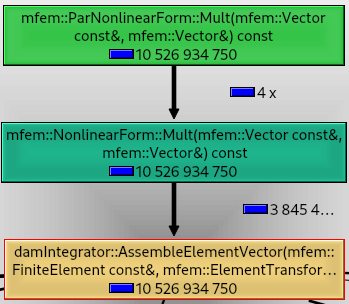 mfem::ParNonlinearForm::Mult(mfem::Vector
const&, mfem::Vector&) const
10 526 934 750
4 x
mfem::NonlinearForm::Mult(mfem::Vector const&,
mfem::Vector&) const
10 526 934 750
3 845 4…
damIntegrator::AssembleElementVector(mfem::
FiniteElement const&, mfem::ElementTransfor…
10 526 934 750